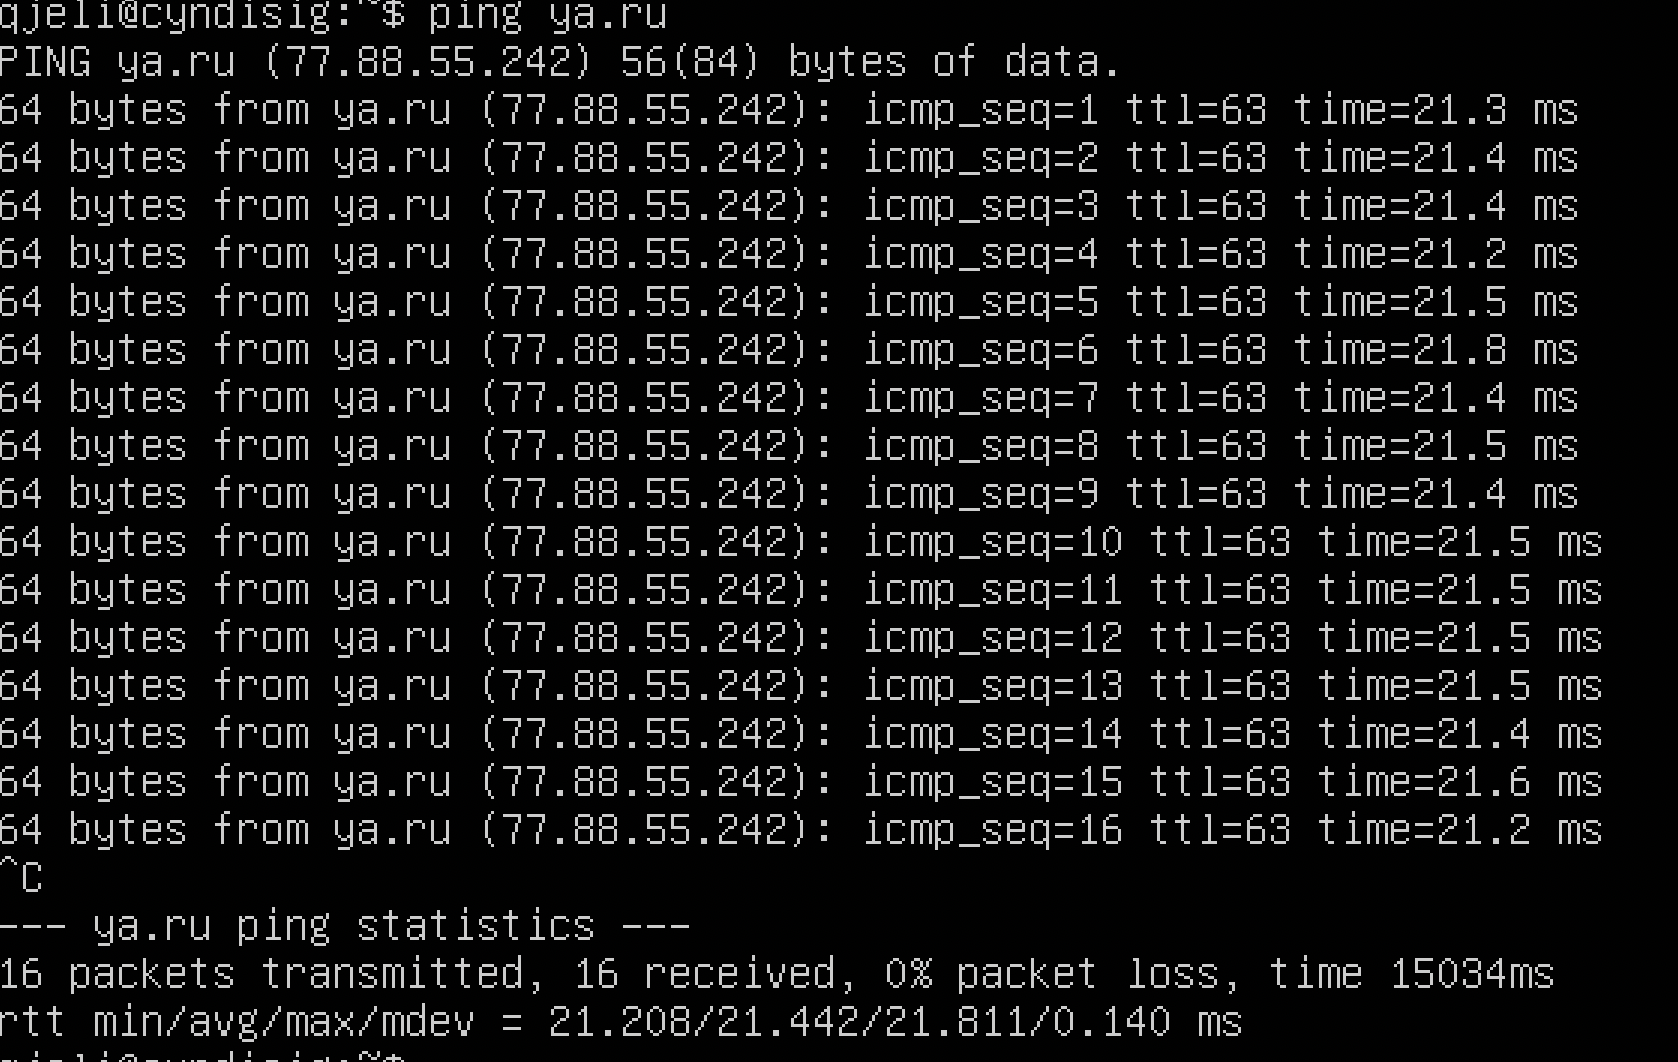 qjeli@cyndisig:~$ ping ya.ru
PING ya.ru (77.88.55.242) 56(84) bytes of data.
64 bytes from ya.ru (77.88.55.242): icmp_seq=1 ttl=63 time=21.3 ms
64 bytes from ya.ru (77.88.55.242): icmp_seq=2 ttl=63 time=21.4 ms
64 bytes from ya.ru (77.88.55.242): icmp_seq=3 ttl=63 time=21.4 ms
64 bytes from ya.ru (77.88.55.242): icmp_seq=4 ttl=63 time=21.2 ms
64 bytes from ya.ru (77.88.55.242): icmp_seq=5 ttl=63 time=21.5 ms
64 bytes from ya.ru (77.88.55.242): icmp_seq=6 ttl=63 time=21.8 ms
64 bytes from ya.ru (77.88.55.242): icmp_seq=7 ttl=63 time=21.4 ms
64 bytes from ya.ru (77.88.55.242): icmp_seq=8 ttl=63 time=21.5 ms
64 bytes from ya.ru (77.88.55.242): icmp_seq=9 ttl=63 time=21.4 ms
64 bytes from ya.ru (77.88.55.242): icmp_seq=10 ttl=63 time=21.5 ms
64 bytes from ya.ru (77.88.55.242): icmp_seq=11 ttl=63 time=21.5 ms
64 bytes from ya.ru (77.88.55.242): icmp_seq=12 ttl=63 time=21.5 ms
64 bytes from ya.ru (77.88.55.242): icmp_seq=13 ttl=63 time=21.5 ms
64 bytes from ya.ru (77.88.55.242): icmp_seq=14 ttl=63 time=21.4 ms
64 bytes from ya.ru (77.88.55.242): icmp_seq=15 ttl=63 time=21.6 ms
64 bytes from ya.ru (77.88.55.242): icmp_seq=16 ttl=63 time=21.2 ms
^C
--- ya.ru ping statistics ---
16 packets transmitted, 16 received, 0% packet loss, time 15034ms
rtt min/avg/max/mdev = 21.208/21.442/21.811/0.140 ms
qjeli@cyndisig:~$